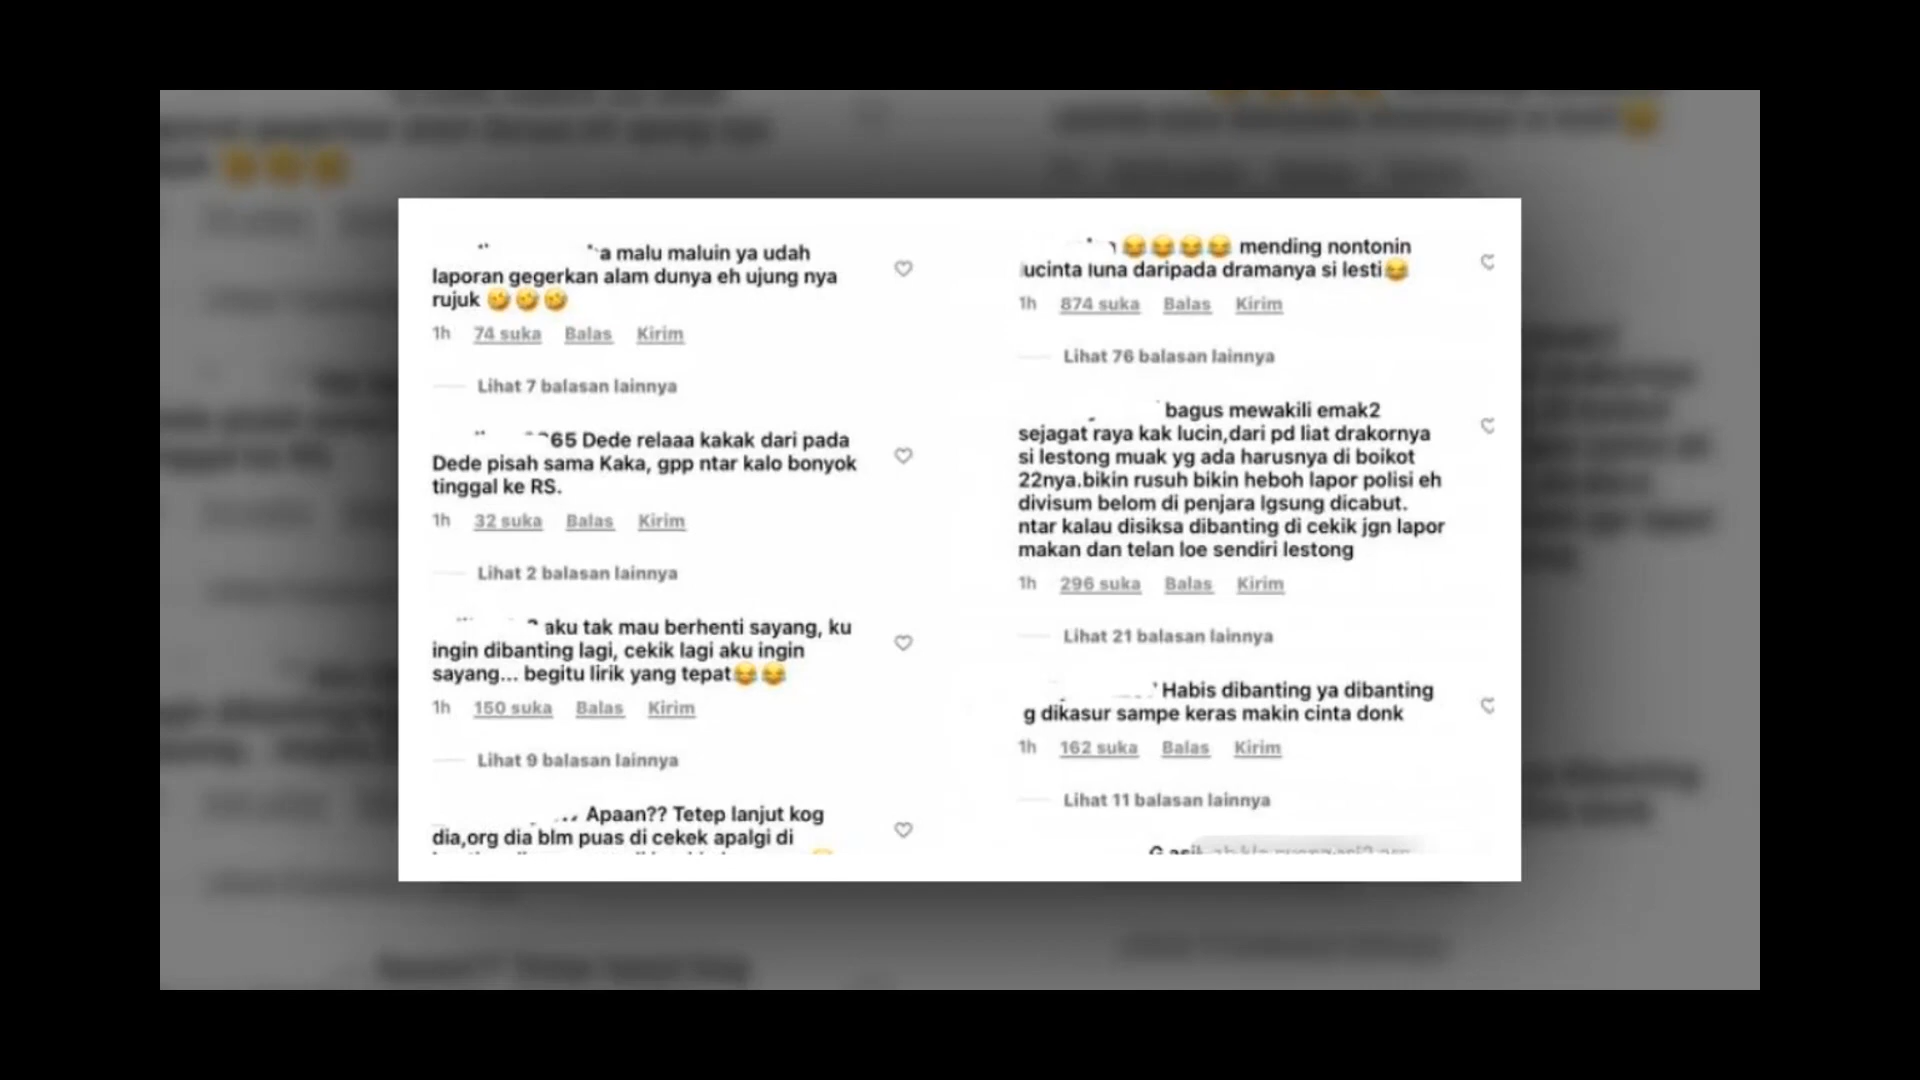 malu maluin ya udah
laporan gegerkan alam dunya eh ujung nya
rujuk 🤣🤣🤣
1h 74 suka Balas Kirim
Lihat 7 balasan lainnya
65 Dede relaaa kakak dari pada
Dede pisah sama Kaka, gpp ntar kalo bonyok
tinggal ke RS.
1h 32 suka Balas Kirim
Lihat 2 balasan lainnya
aku tak mau berhenti sayang, ku
ingin dibanting lagi, cekik lagi aku ingin
sayang... begitu lirik yang tepat😂😂
1h 150 suka Balas Kirim
Lihat 9 balasan lainnya
Apaan?? Tetep lanjut kog
dia,org dia blm puas di cekek apalgi di
😂😂😂😂 mending nontonin
lucinta luna daripada dramanya si lesti😂
1h 874 suka Balas Kirim
Lihat 76 balasan lainnya
bagus mewakili emak2
sejagat raya kak lucin,dari pd liat drakornya
si lestong muak yg ada harusnya di boikot
22nya.bikin rusuh bikin heboh lapor polisi eh
divisum belom di penjara lgsung dicabut.
ntar kalau disiksa dibanting di cekik jgn lapor
makan dan telan loe sendiri lestong
1h 296 suka Balas Kirim
Lihat 21 balasan lainnya
Habis dibanting ya dibanting
g dikasur sampe keras makin cinta donk
1h 162 suka Balas Kirim
Lihat 11 balasan lainnya